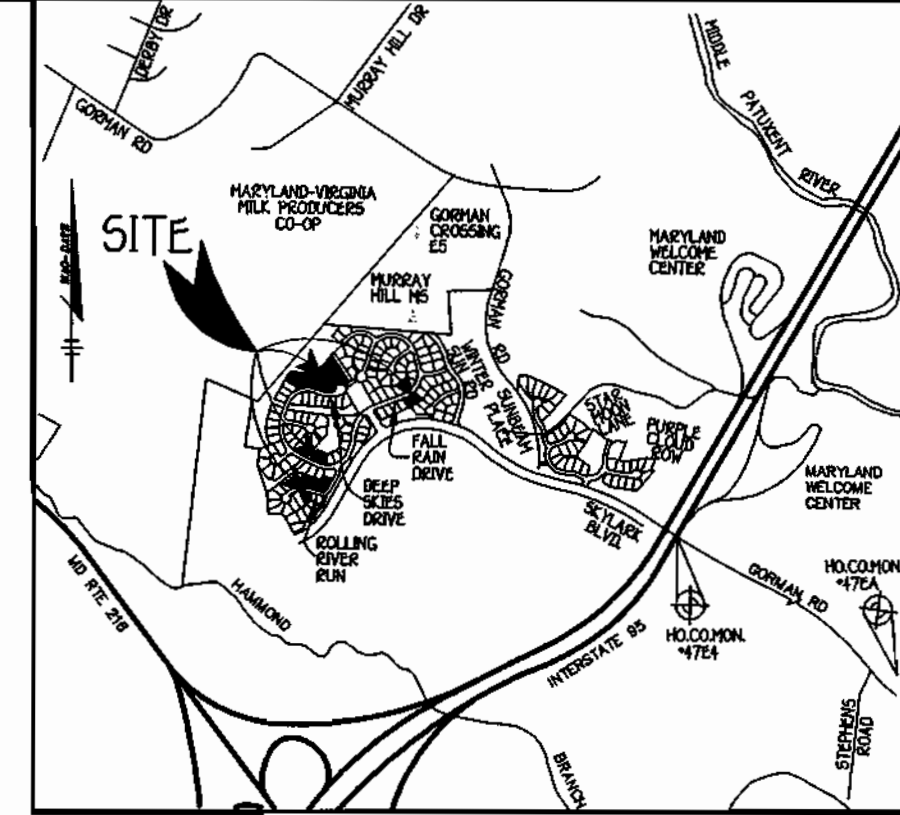 DERBY DR
MURRAY HILL DR
MIDDLE
PATUXENT
RIVER
GORMAN RD
MARYLAND-VIRGINIA
MILK PRODUCERS
CO-OP
SITE
GORMAN
CROSSING
ES
MARYLAND
WELCOME
CENTER
MURRAY
HILL MS
GORMAN RD
WINTER
SUN RD
SUNBEAM
PLACE
STAR
MOON
LANE
PURPLE
CLOUD
ROW
FALL
RAIN
DRIVE
MARYLAND
WELCOME
CENTER
DEEP
SKIES
DRIVE
SKYLARK
BLVD.
ROLLING
RIVER
RUN
MD RTE 216
HAMMOND
GORMAN RD
HO.CO.MON.
*47EA
HO.CO.MON.
*47E4
INTERSTATE 95
STEPHENS
ROAD
BRANCH